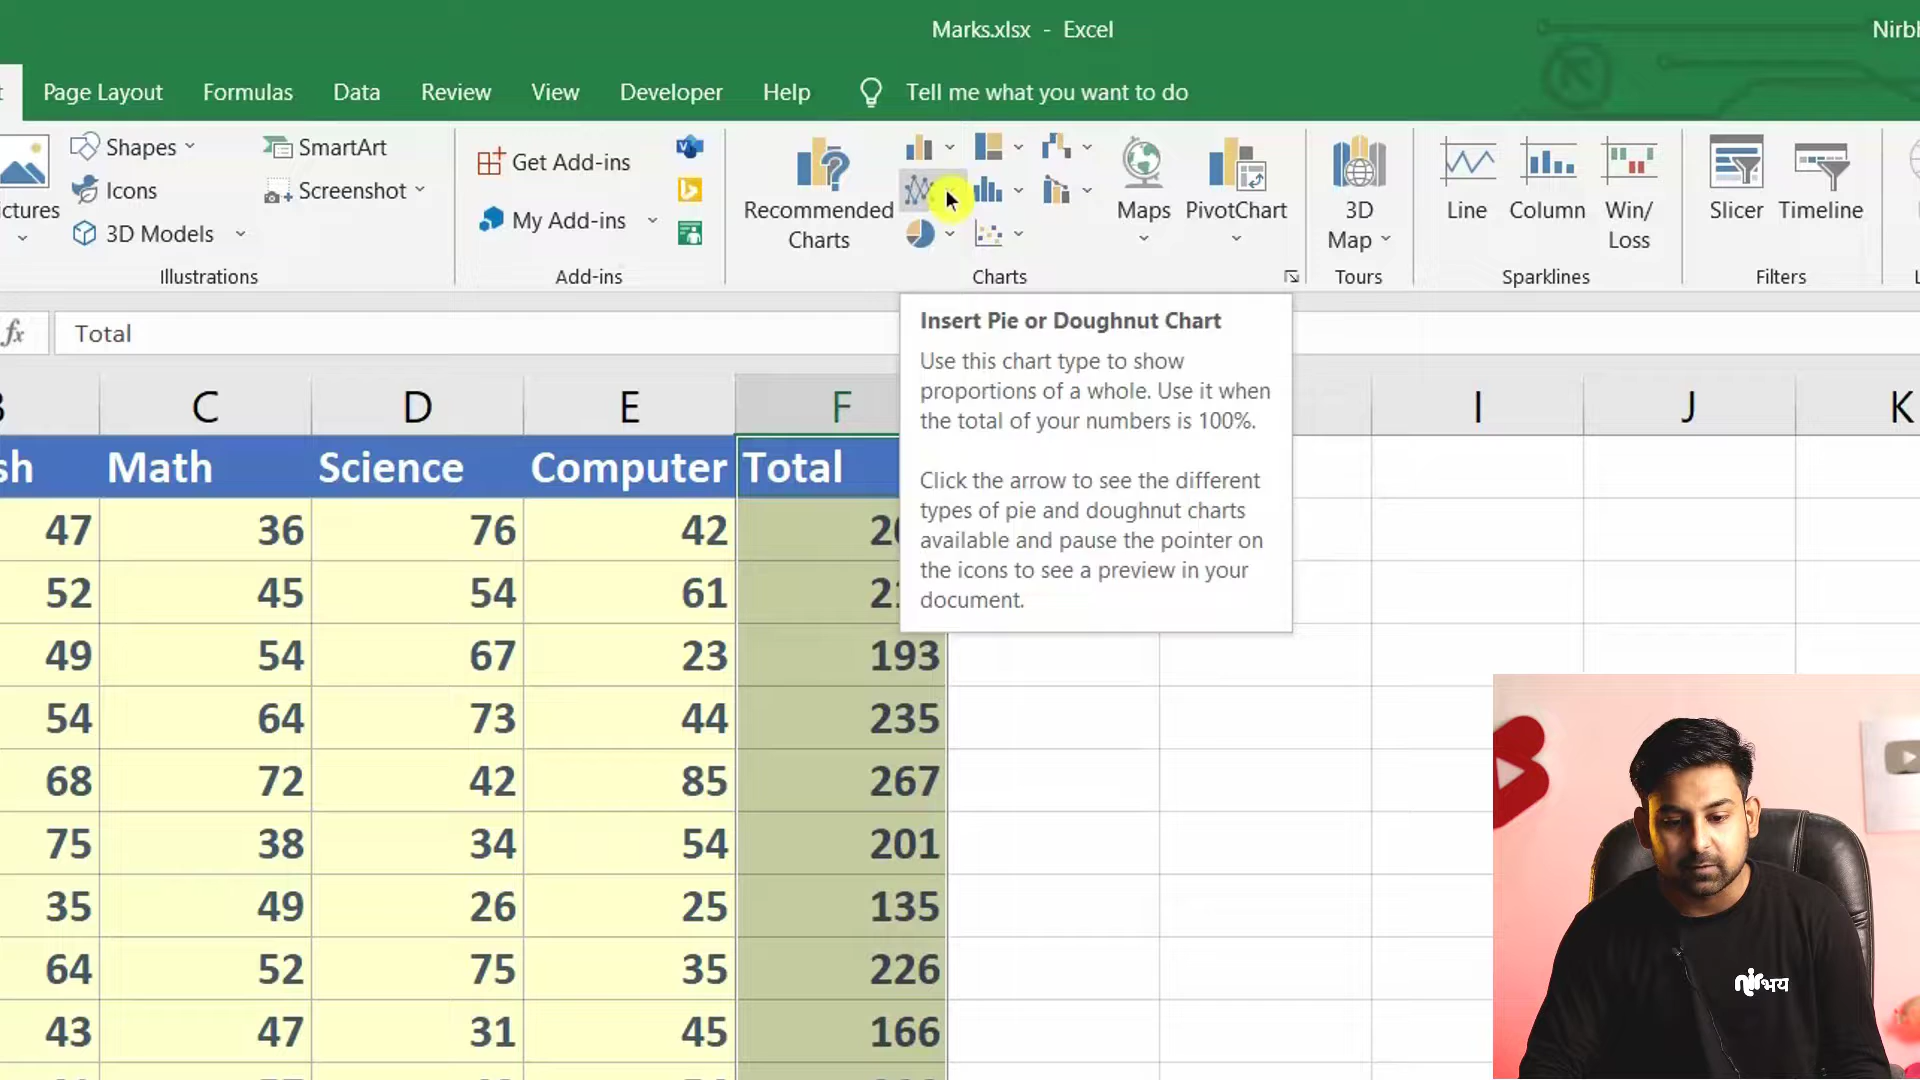 Marks.xlsx - Excel
Page Layout Formulas Data Review View Developer Help Tell me what you want to do
Shapes SmartArt
Icons Screenshot
3D Models
Illustrations
Get Add-ins
My Add-ins
Add-ins
Recommended
Charts
Maps PivotChart
Charts
3D
Map
Tours
Line Column Win/
Loss
Sparklines
Slicer Timeline
Filters
fx Total
Insert Pie or Doughnut Chart
Use this chart type to show
proportions of a whole. Use it when
the total of your numbers is 100%.
Click the arrow to see the different
types of pie and doughnut charts
available and pause the pointer on
the icons to see a preview in your
document.
C D E F I J K
Math Science Computer Total
47 36 76 42
52 45 54 61
49 54 67 23 193
54 64 73 44 235
68 72 42 85 267
75 38 34 54 201
35 49 26 25 135
64 52 75 35 226
43 47 31 45 166
nirभय